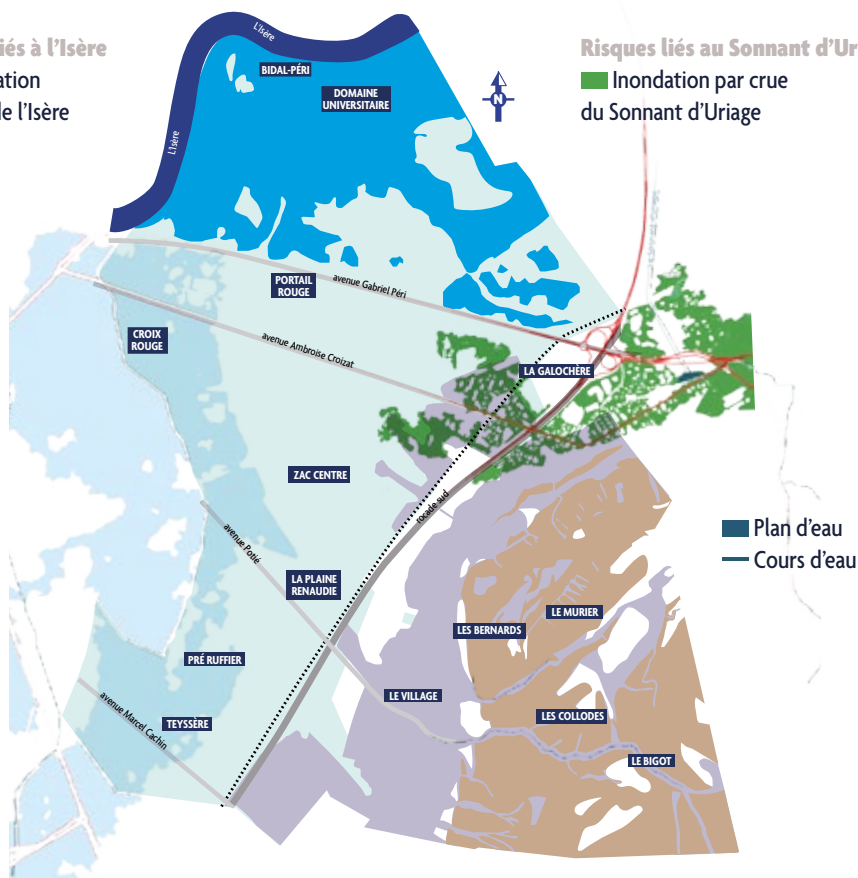 iés à l'Isère
ation
de l'Isère
Risques liés au Sonnant d'Ur
Inondation par crue
du Sonnant d'Uriage
L'Isère
BIDAL-PÉRI
DOMAINE
UNIVERSITAIRE
N
L'Isère
PORTAIL
ROUGE
avenue Gabriel Péri
CROIX
ROUGE
avenue Ambroise Croizat
LA GALOCHÈRE
ZAC CENTRE
rocade sud
avenue Potié
Plan d'eau
Cours d'eau
LA PLAINE
RENAUDIE
LE MURIER
LES BERNARDS
PRÉ RUFFIER
LE VILLAGE
avenue Marcel Cachin
TEYSSÈRE
LES COLLODES
LE BIGOT